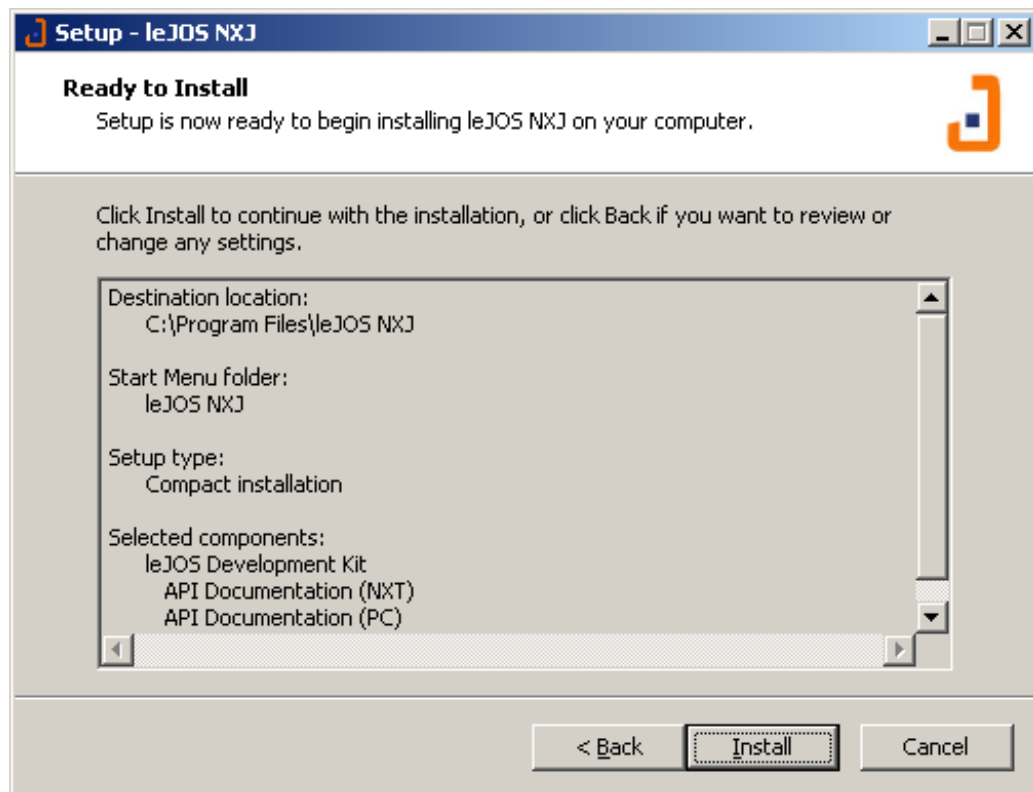 Setup - leJOS NXJ
Ready to Install
Setup is now ready to begin installing leJOS NXJ on your computer.
Click Install to continue with the installation, or click Back if you want to review or
change any settings.
Destination location:
C:\Program Files\leJOS NXJ
Start Menu folder:
leJOS NXJ
Setup type:
Compact installation
Selected components:
leJOS Development Kit
API Documentation (NXT)
API Documentation (PC)
< Back
Install
Cancel